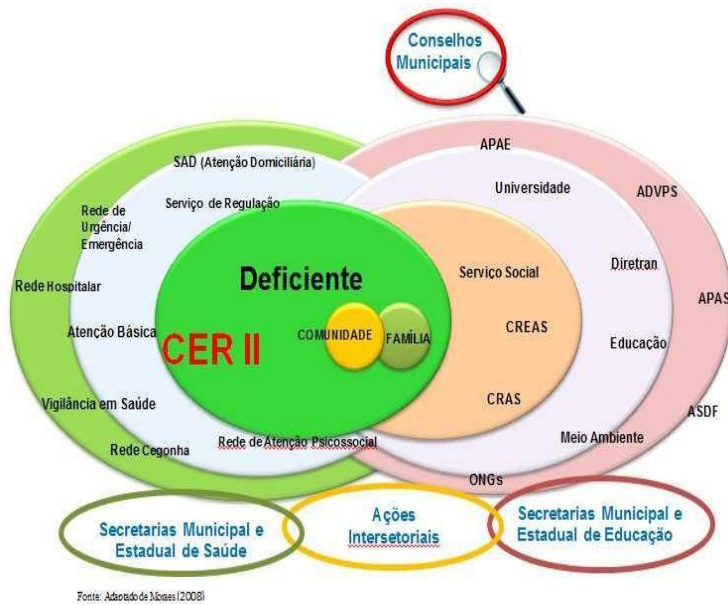 Conselhos
Municipais
APAE
SAD (Atenção Domiciliária)
Universidade
ADVPS
Serviço de Regulação
Rede de
Urgência/
Emergência
Diretran
Deficiente
Serviço Social
Rede Hospitalar
APAS
Atenção Básica
CER II
COMUNIDADE
FAMÍLIA
CREAS
Educação
Vigilância em Saúde
CRAS
ASDF
Rede Cegonha
Rede de Atenção Psicossocial
Meio Ambiente
ONGs
Secretarias Municipal e
Estadual de Saúde
Ações
Intersetoriais
Secretarias Municipal e
Estadual de Educação
Fonte: Adaptado de Moraes (2008)